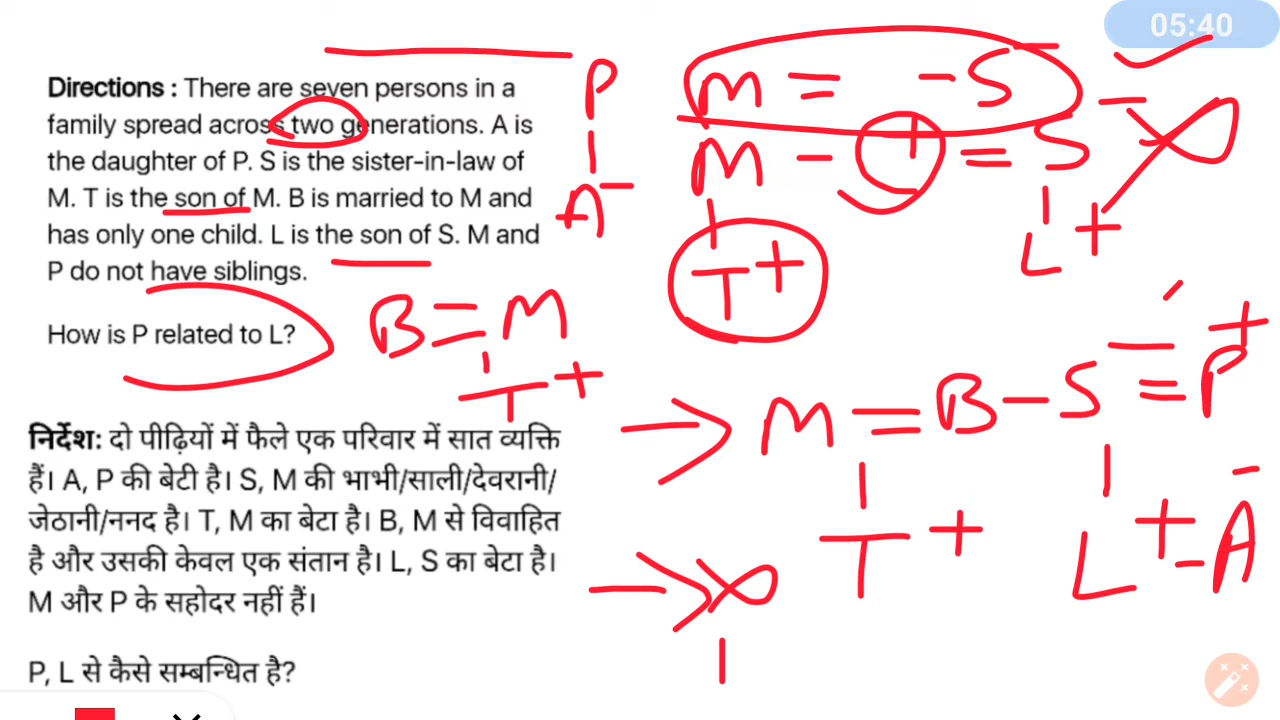 05:40
Directions : There are seven persons in a
family spread across two generations. A is
the daughter of P. S is the sister-in-law of
M. T is the son of M. B is married to M and
has only one child. L is the son of S. M and
P do not have siblings.
How is P related to L?
P
A −
M = − S −
M − + = S −
T +
L +
B = M
T +
M = B − S = P +
T + L + − A −
निर्देश: दो पीढ़ियों में फैले एक परिवार में सात व्यक्ति
हैं। A, P की बेटी है। S, M की भाभी/साली/देवरानी/
जेठानी/ननद है। T, M का बेटा है। B, M से विवाहित
है और उसकी केवल एक संतान है। L, S का बेटा है।
M और P के सहोदर नहीं हैं।
P, L से कैसे सम्बन्धित है?